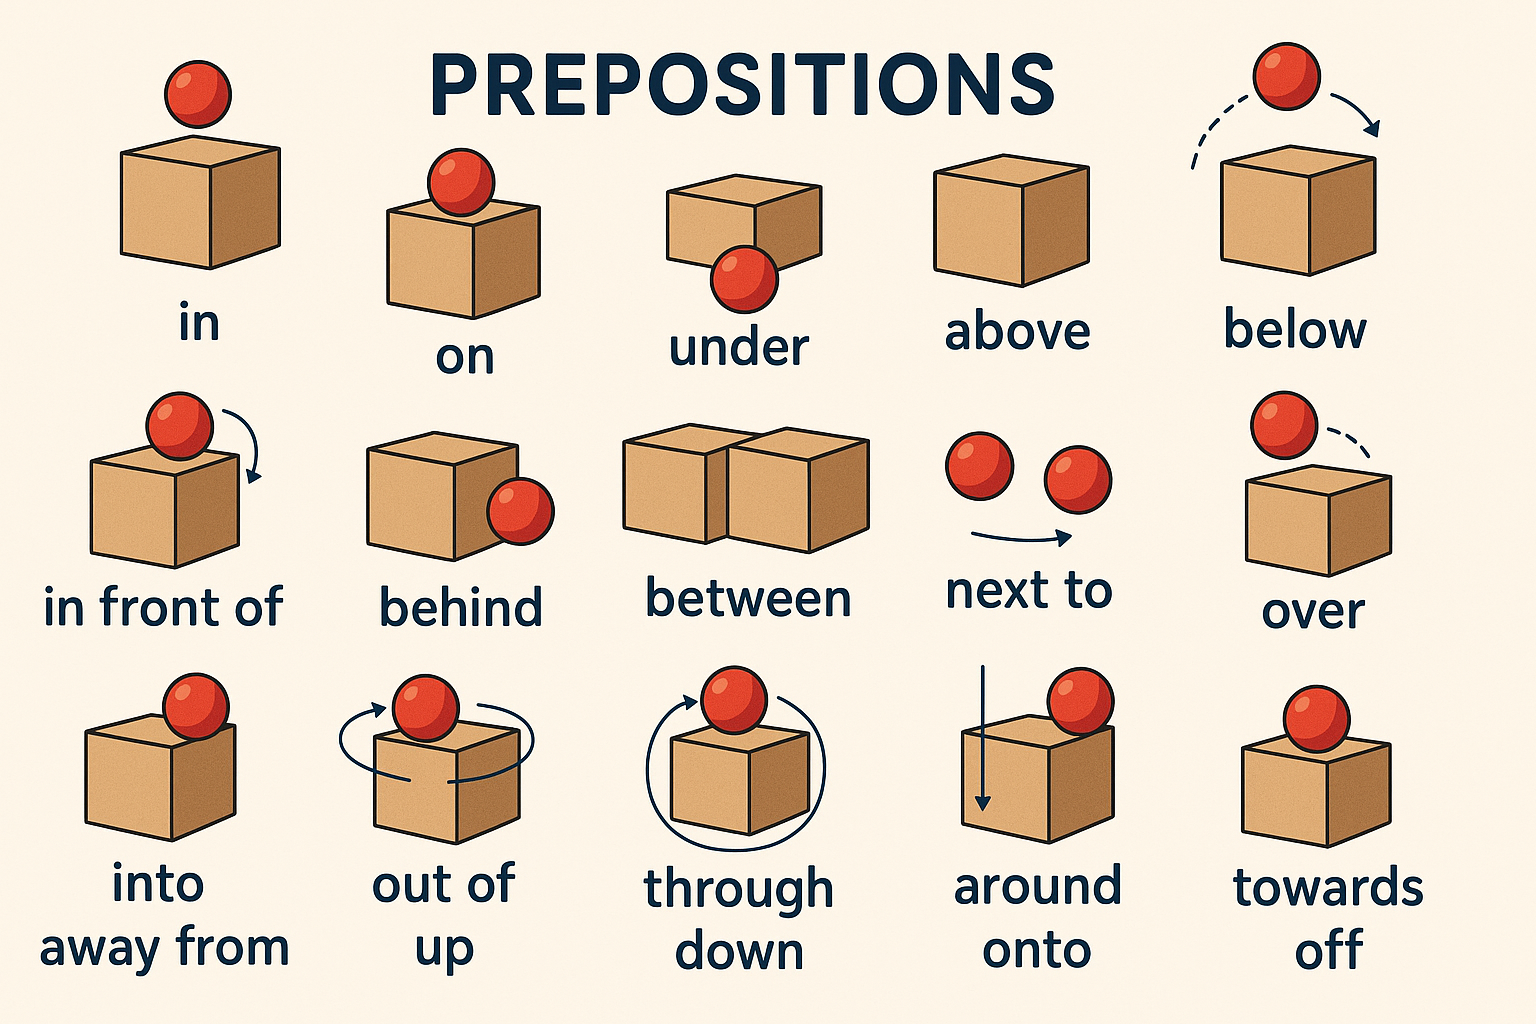 PREPOSITIONS
in
on
under
above
below
in front of
behind
between
next to
over
into
away from
out of
up
through
down
around
onto
towards
off